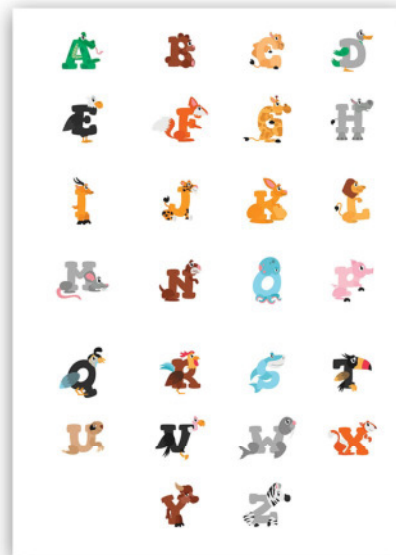 A B C D
E F G H
I J K L
M N O P
Q R S T
U V W X
Y Z